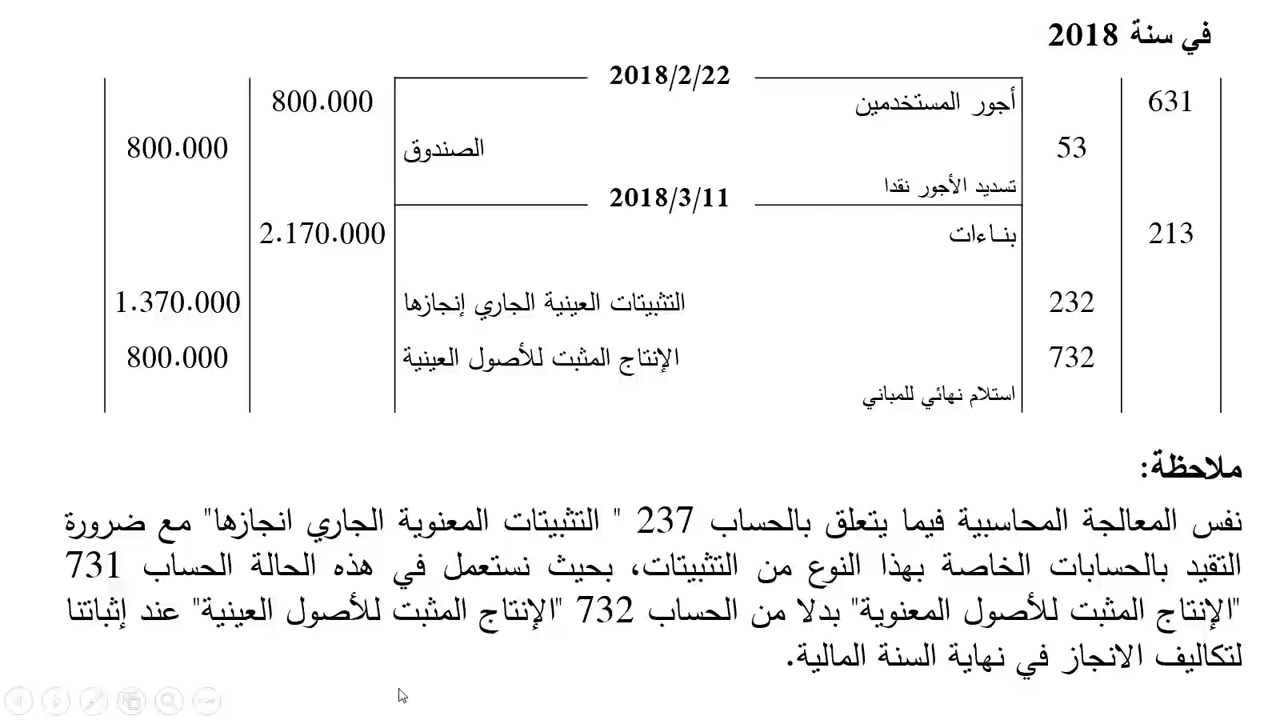 في سنة 2018
2018/2/22
631 أجور المستخدمين 800.000
53 الصندوق 800.000
تسديد الأجور نقدا
2018/3/11
213 بناءات 2.170.000
232 التثبيتات العينية الجاري إنجازها 1.370.000
732 الإنتاج المثبت للأصول العينية 800.000
استلام نهائي للمباني
ملاحظة:
نفس المعالجة المحاسبية فيما يتعلق بالحساب 237 " التثبيتات المعنوية الجاري انجازها" مع ضرورة
التقيد بالحسابات الخاصة بهذا النوع من التثبيتات، بحيث نستعمل في هذه الحالة الحساب 731
"الإنتاج المثبت للأصول المعنوية" بدلا من الحساب 732 "الإنتاج المثبت للأصول العينية" عند إثباتنا
لتكاليف الانجاز في نهاية السنة المالية.